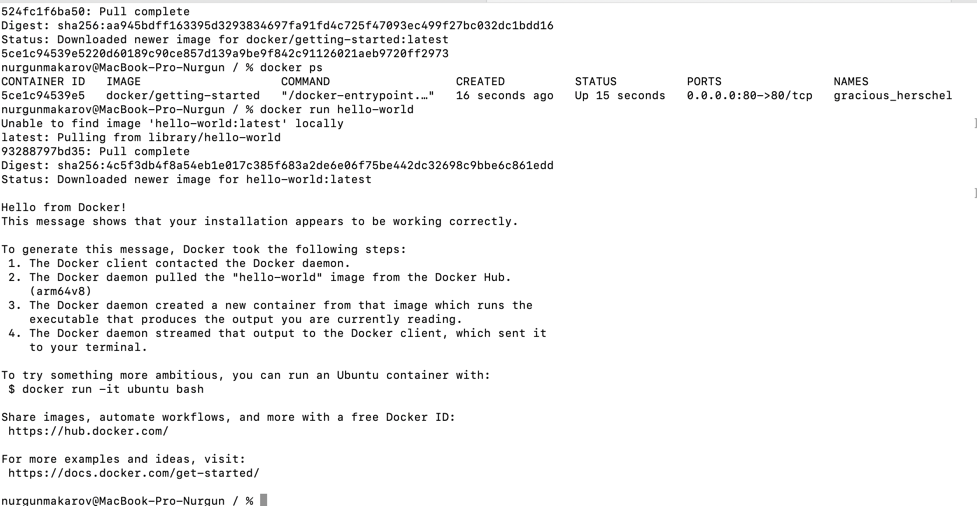 524fc1f6ba50: Pull complete
Digest: sha256:aa945bdff163395d3293834697fa91fd4c725f47093ec499f27bc032dc1bdd16
Status: Downloaded newer image for docker/getting-started:latest
5ce1c94539e5220d60189c90ce857d139a9be9f842c91126021aeb9720ff2973
nurgunmakarov@MacBook-Pro-Nurgun / % docker ps
CONTAINER ID   IMAGE                    COMMAND                  CREATED          STATUS          PORTS                NAMES
5ce1c94539e5   docker/getting-started   "/docker-entrypoint.…"   16 seconds ago   Up 15 seconds   0.0.0.0:80->80/tcp   gracious_herschel
nurgunmakarov@MacBook-Pro-Nurgun / % docker run hello-world
Unable to find image 'hello-world:latest' locally
latest: Pulling from library/hello-world
93288797bd35: Pull complete
Digest: sha256:4c5f3db4f8a54eb1e017c385f683a2de6e06f75be442dc32698c9bbe6c861edd
Status: Downloaded newer image for hello-world:latest

Hello from Docker!
This message shows that your installation appears to be working correctly.

To generate this message, Docker took the following steps:
 1. The Docker client contacted the Docker daemon.
 2. The Docker daemon pulled the "hello-world" image from the Docker Hub.
    (arm64v8)
 3. The Docker daemon created a new container from that image which runs the
    executable that produces the output you are currently reading.
 4. The Docker daemon streamed that output to the Docker client, which sent it
    to your terminal.

To try something more ambitious, you can run an Ubuntu container with:
 $ docker run -it ubuntu bash

Share images, automate workflows, and more with a free Docker ID:
 https://hub.docker.com/

For more examples and ideas, visit:
 https://docs.docker.com/get-started/

nurgunmakarov@MacBook-Pro-Nurgun / %